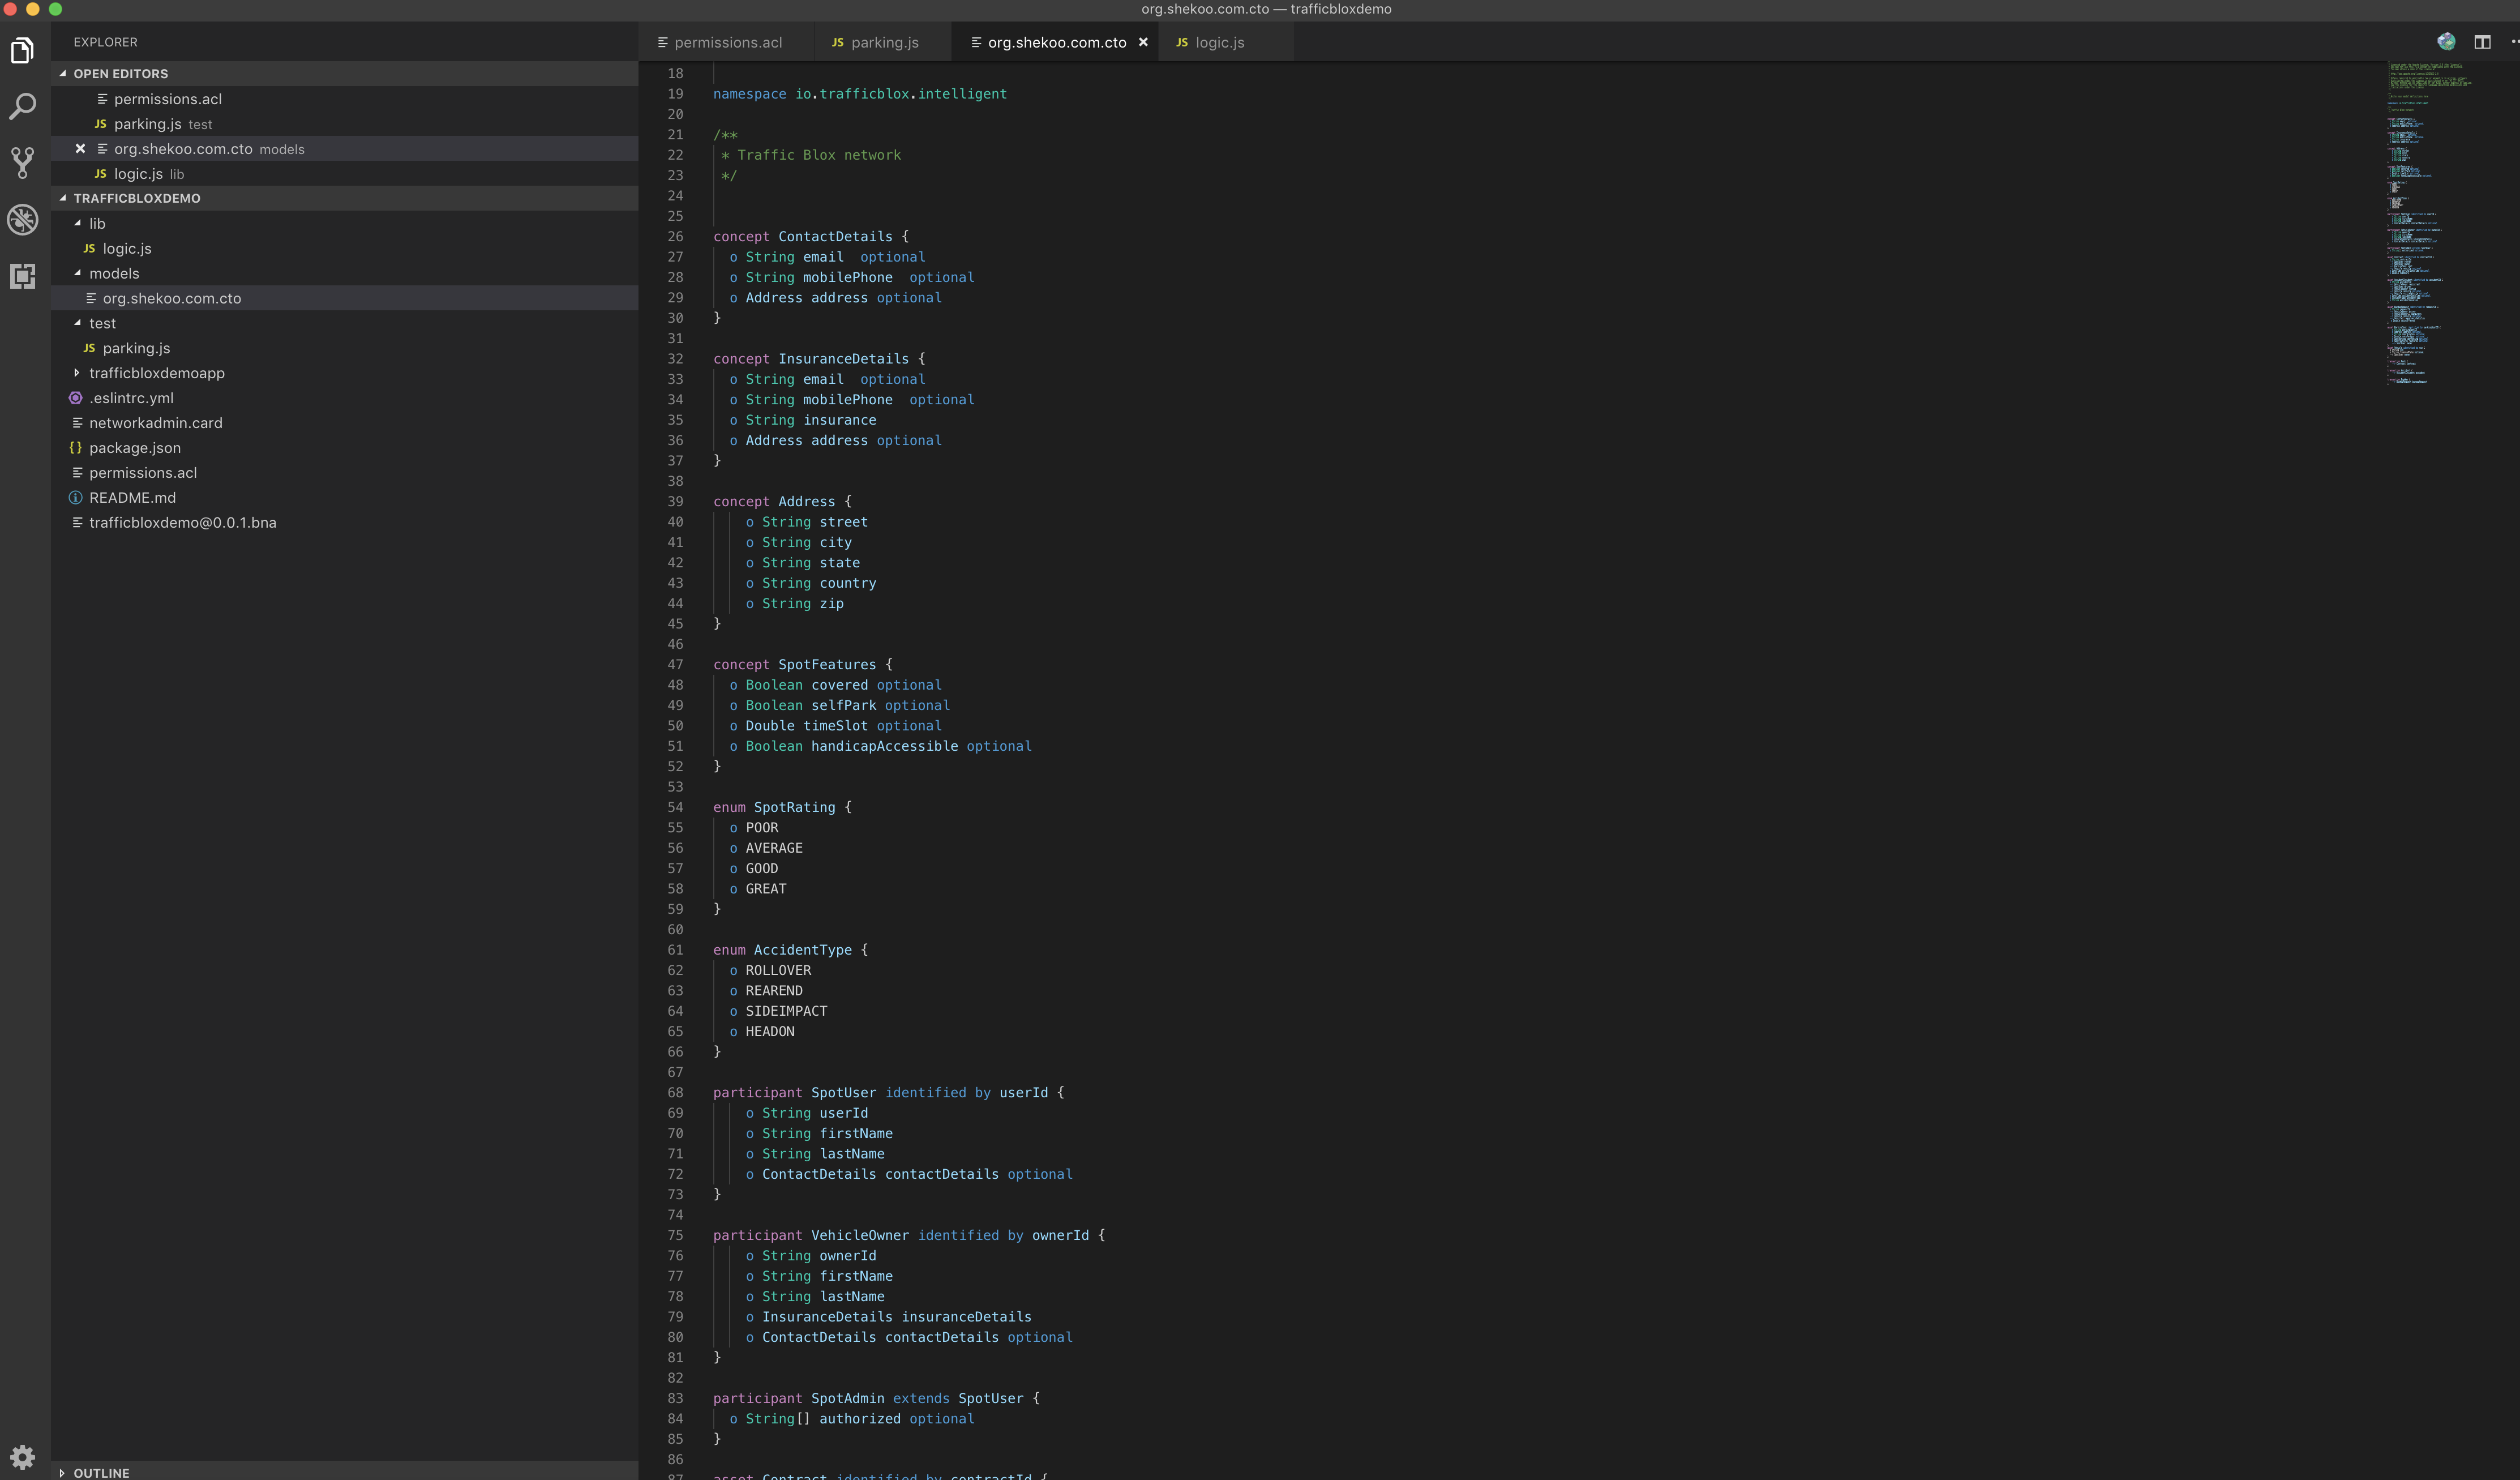 org.shekoo.com.cto — trafficbloxdemo
EXPLORER
OPEN EDITORS
permissions.acl
JS parking.js test
org.shekoo.com.cto models
JS logic.js lib
TRAFFICBLOXDEMO
lib
JS logic.js
models
org.shekoo.com.cto
test
JS parking.js
trafficbloxdemoapp
.eslintrc.yml
networkadmin.card
{} package.json
permissions.acl
README.md
trafficbloxdemo@0.0.1.bna
OUTLINE
permissions.acl JS parking.js org.shekoo.com.cto JS logic.js
18
19 namespace io.trafficblox.intelligent
20
21 /**
22 * Traffic Blox network
23 */
24
25
26 concept ContactDetails {
27 o String email optional
28 o String mobilePhone optional
29 o Address address optional
30 }
31
32 concept InsuranceDetails {
33 o String email optional
34 o String mobilePhone optional
35 o String insurance
36 o Address address optional
37 }
38
39 concept Address {
40 o String street
41 o String city
42 o String state
43 o String country
44 o String zip
45 }
46
47 concept SpotFeatures {
48 o Boolean covered optional
49 o Boolean selfPark optional
50 o Double timeSlot optional
51 o Boolean handicapAccessible optional
52 }
53
54 enum SpotRating {
55 o POOR
56 o AVERAGE
57 o GOOD
58 o GREAT
59 }
60
61 enum AccidentType {
62 o ROLLOVER
63 o REAREND
64 o SIDEIMPACT
65 o HEADON
66 }
67
68 participant SpotUser identified by userId {
69 o String userId
70 o String firstName
71 o String lastName
72 o ContactDetails contactDetails optional
73 }
74
75 participant VehicleOwner identified by ownerId {
76 o String ownerId
77 o String firstName
78 o String lastName
79 o InsuranceDetails insuranceDetails
80 o ContactDetails contactDetails optional
81 }
82
83 participant SpotAdmin extends SpotUser {
84 o String[] authorized optional
85 }
86
87 asset Contract identified by contractId {